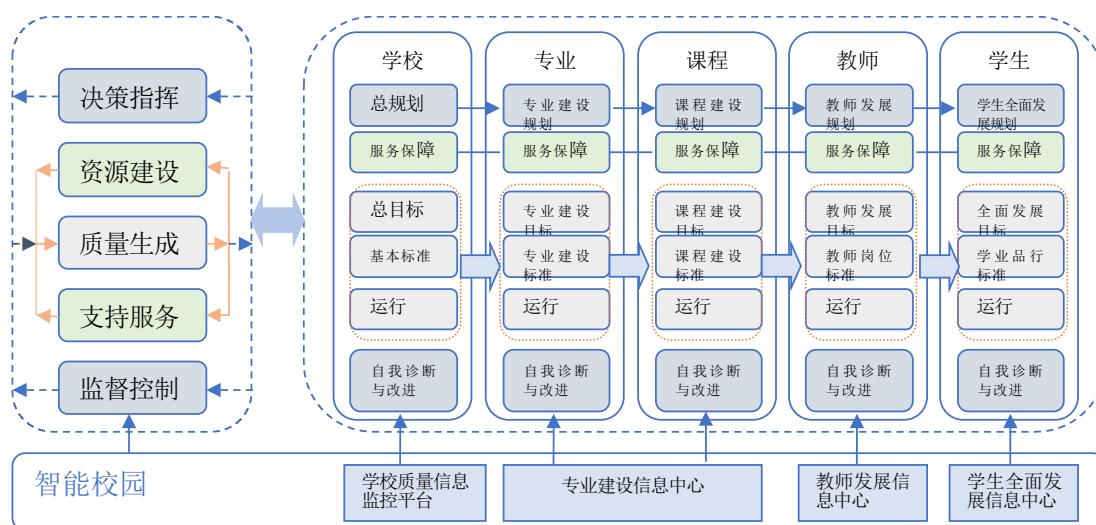 决策指挥
资源建设
质量生成
支持服务
监督控制
学校
总规划
服务保障
总目标
基本标准
运行
自我诊断
与改进
专业
专业建设
规划
服务保障
专业建设
目标
专业建设
标准
运行
自我诊断
与改进
课程
课程建设
规划
服务保障
课程建设
目标
课程建设
标准
运行
自我诊断
与改进
教师
教师发展
规划
服务保障
教师发展
目标
教师岗位
标准
运行
自我诊断
与改进
学生
学生全面发
展规划
服务保障
全面发展
目标
学业品行
标准
运行
自我诊断
与改进
智能校园
学校质量信息
监控平台
专业建设信息中心
教师发展信
息中心
学生全面发
展信息中心